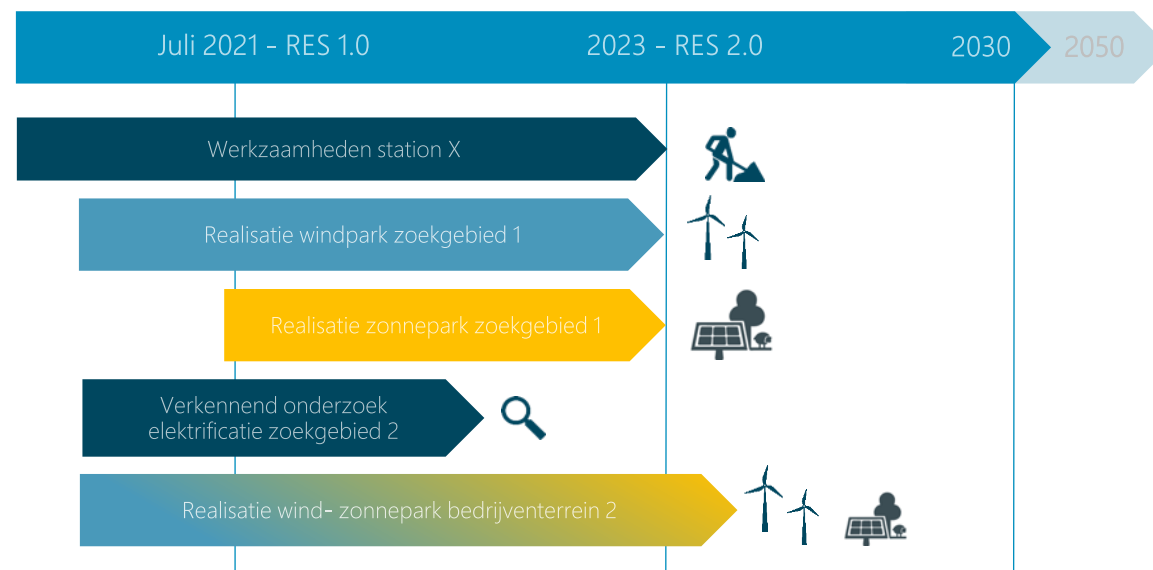 Juli 2021 - RES 1.0
2023 - RES 2.0
2030
2050
Werkzaamheden station X
Realisatie windpark zoekgebied 1
Realisatie zonnepark zoekgebied 1
Verkennend onderzoek
elektrificatie zoekgebied 2
Realisatie wind- zonnepark bedrijventerrein 2